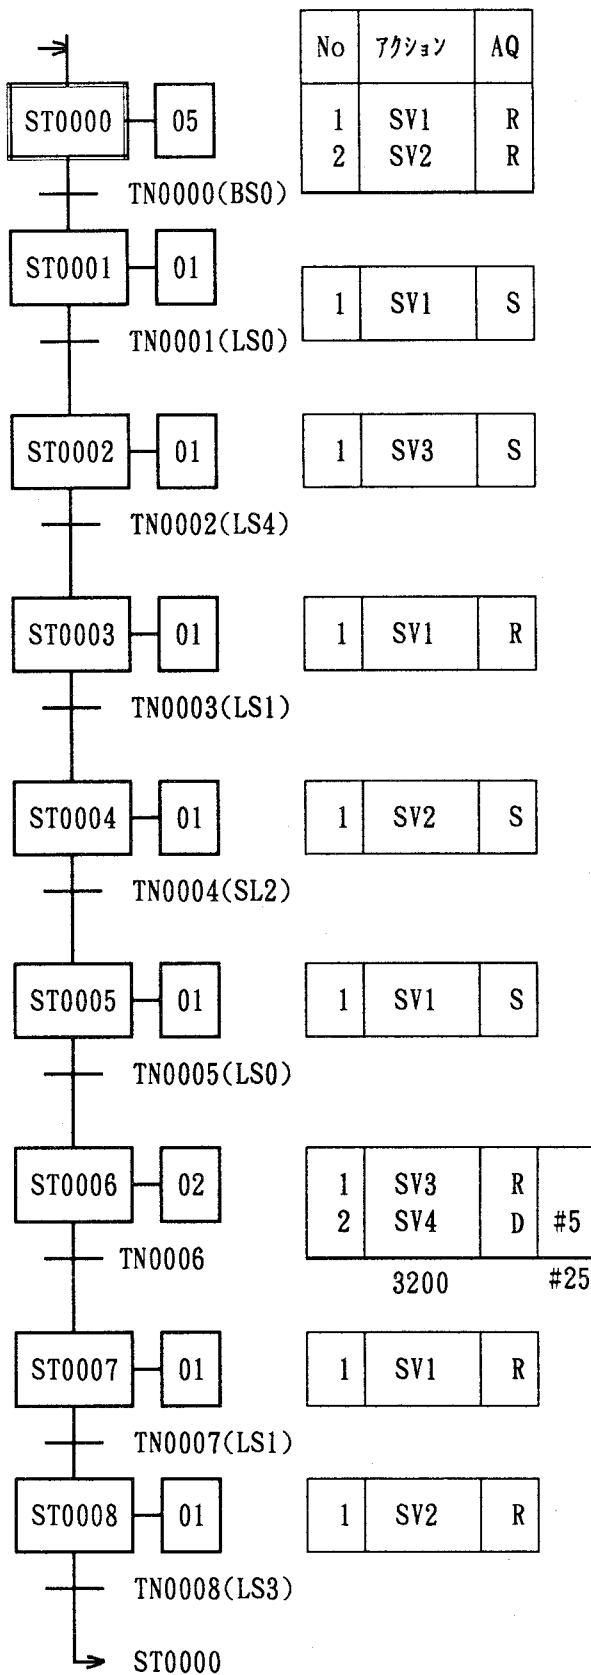 No アクション AQ
ST0000 05
1 SV1 R
2 SV2 R
TN0000(BS0)
ST0001 01
1 SV1 S
TN0001(LS0)
ST0002 01
1 SV3 S
TN0002(LS4)
ST0003 01
1 SV1 R
TN0003(LS1)
ST0004 01
1 SV2 S
TN0004(SL2)
ST0005 01
1 SV1 S
TN0005(LS0)
ST0006 02
1 SV3 R
2 SV4 D #5
TN0006
3200 #25
ST0007 01
1 SV1 R
TN0007(LS1)
ST0008 01
1 SV2 R
TN0008(LS3)
ST0000